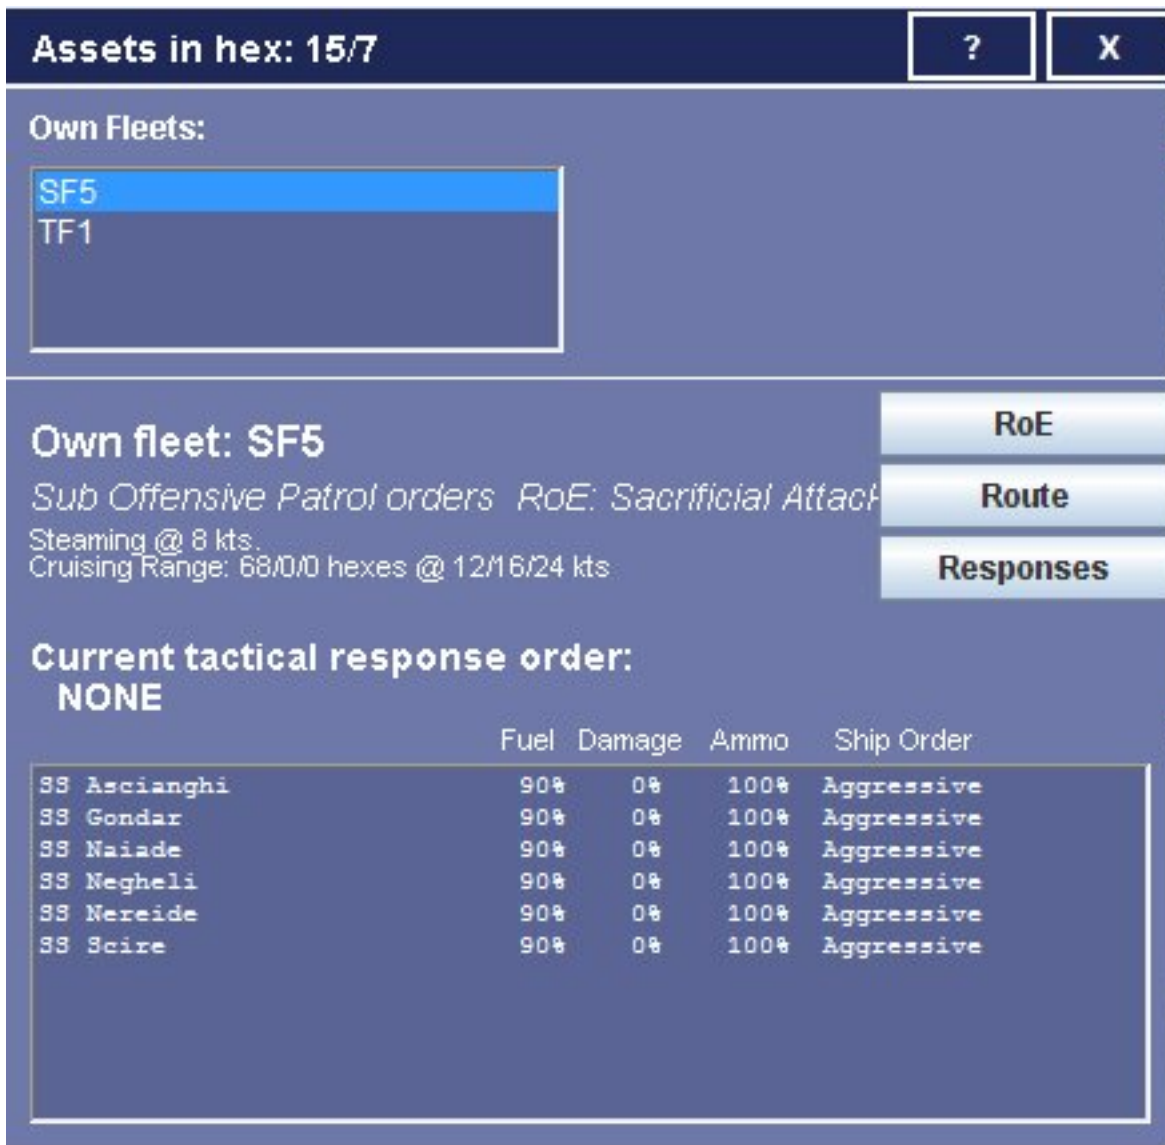 Assets in hex: 15/7 ? X
Own Fleets:
SF5
TF1
RoE
Own fleet: SF5
Sub Offensive Patrol orders RoE: Sacrificial Attack
Route
Steaming @ 8 kts.
Cruising Range: 68/0/0 hexes @ 12/16/24 kts
Responses
Current tactical response order:
NONE
Fuel Damage Ammo Ship Order
SS Ascianghi 90% 0% 100% Aggressive
SS Gondar 90% 0% 100% Aggressive
SS Naiade 90% 0% 100% Aggressive
SS Negheli 90% 0% 100% Aggressive
SS Nereide 90% 0% 100% Aggressive
SS Scire 90% 0% 100% Aggressive